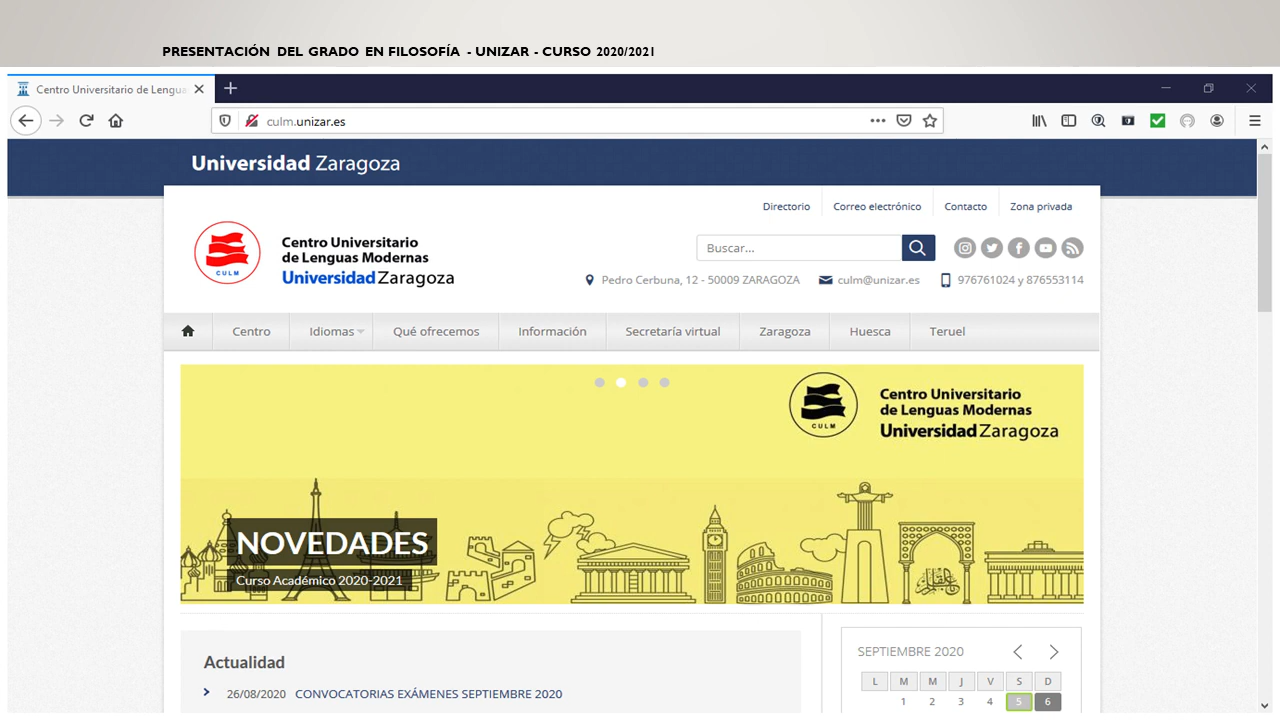 PRESENTACIÓN DEL GRADO EN FILOSOFÍA - UNIZAR - CURSO 2020/2021
Centro Universitario de Lengua
culm.unizar.es
Universidad Zaragoza
Directorio
Correo electrónico
Contacto
Zona privada
CULM
Centro Universitario
de Lenguas Modernas
Universidad Zaragoza
Buscar...
Pedro Cerbuna, 12 - 50009 ZARAGOZA
culm@unizar.es
976761024 y 876553114
Centro
Idiomas
Qué ofrecemos
Información
Secretaría virtual
Zaragoza
Huesca
Teruel
CULM
Centro Universitario
de Lenguas Modernas
Universidad Zaragoza
NOVEDADES
Curso Académico 2020-2021
Actualidad
26/08/2020 CONVOCATORIAS EXÁMENES SEPTIEMBRE 2020
SEPTIEMBRE 2020
L M M J V S D
1 2 3 4 5 6